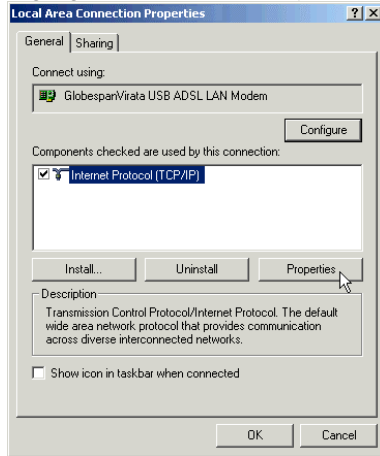 Local Area Connection Properties
General Sharing
Connect using:
GlobespanVirata USB ADSL LAN Modem
Configure
Components checked are used by this connection:
Internet Protocol (TCP/IP)
Install... Uninstall Properties
Description
Transmission Control Protocol/Internet Protocol. The default
wide area network protocol that provides communication
across diverse interconnected networks.
Show icon in taskbar when connected
OK Cancel